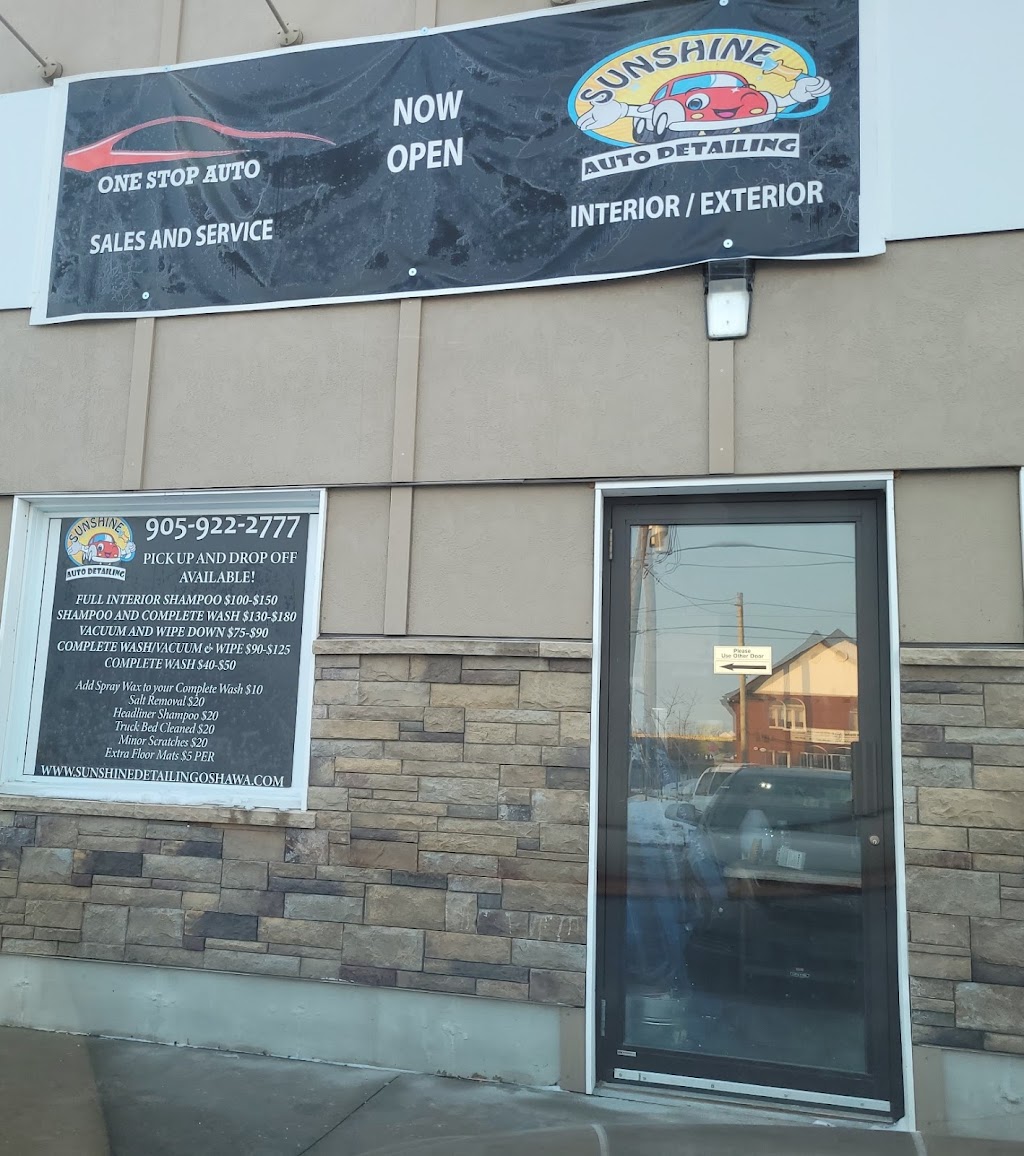 ONE STOP AUTO
SALES AND SERVICE
NOW
OPEN
SUNSHINE
AUTO DETAILING
INTERIOR / EXTERIOR
SUNSHINE
AUTO DETAILING
905-922-2777
PICK UP AND DROP OFF
AVAILABLE!
FULL INTERIOR SHAMPOO $100-$150
SHAMPOO AND COMPLETE WASH $130-$180
VACUUM AND WIPE DOWN $75-$90
COMPLETE WASH/VACUUM & WIPE $90-$125
COMPLETE WASH $40-$50
Add Spray Wax to your Complete Wash $10
Salt Removal $20
Headliner Shampoo $20
Truck Bed Cleaned $20
Minor Scratches $20
Extra Floor Mats $5 PER
WWW.SUNSHINEDETAILINGOSHAWA.COM
Please
Use Other Door